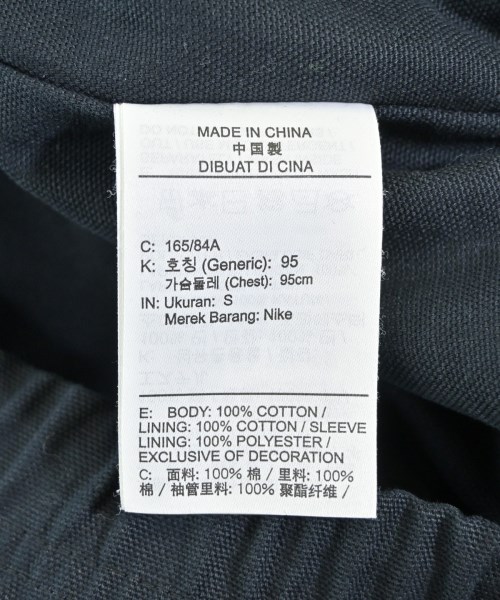 MADE IN CHINA
中国製
DIBUAT DI CINA
C: 165/84A
K: 호칭 (Generic): 95
가슴둘레 (Chest): 95cm
IN: Ukuran: S
Merek Barang: Nike
E: BODY: 100% COTTON /
LINING: 100% COTTON / SLEEVE
LINING: 100% POLYESTER /
EXCLUSIVE OF DECORATION
C: 面料: 100% 棉 / 里料: 100%
棉 / 袖管里料: 100% 聚酯纤维 /